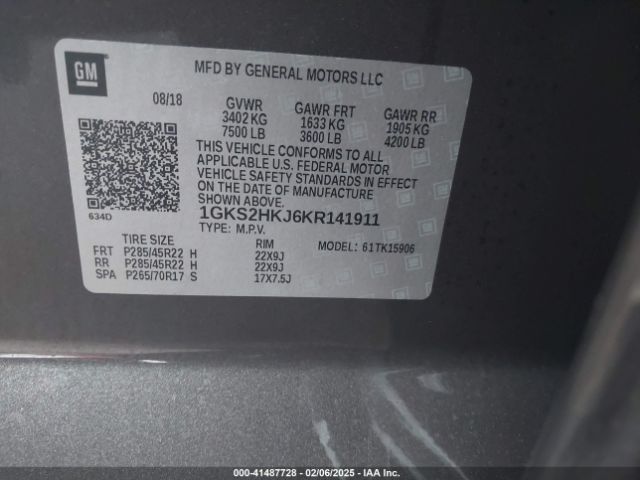 GM
MFD BY GENERAL MOTORS LLC
08/18 GVWR GAWR FRT GAWR RR
3402 KG 1633 KG 1905 KG
7500 LB 3600 LB 4200 LB
THIS VEHICLE CONFORMS TO ALL
APPLICABLE U.S. FEDERAL MOTOR
VEHICLE SAFETY STANDARDS IN EFFECT
ON THE DATE OF MANUFACTURE
SHOWN ABOVE.
634D
1GKS2HKJ6KR141911
TYPE: M.P.V. MODEL: 61TK15906
TIRE SIZE RIM
FRT P285/45R22 H 22X9J
RR P285/45R22 H 22X9J
SPA P265/70R17 S 17X7.5J
000-41487728 - 02/06/2025 - IAA Inc.